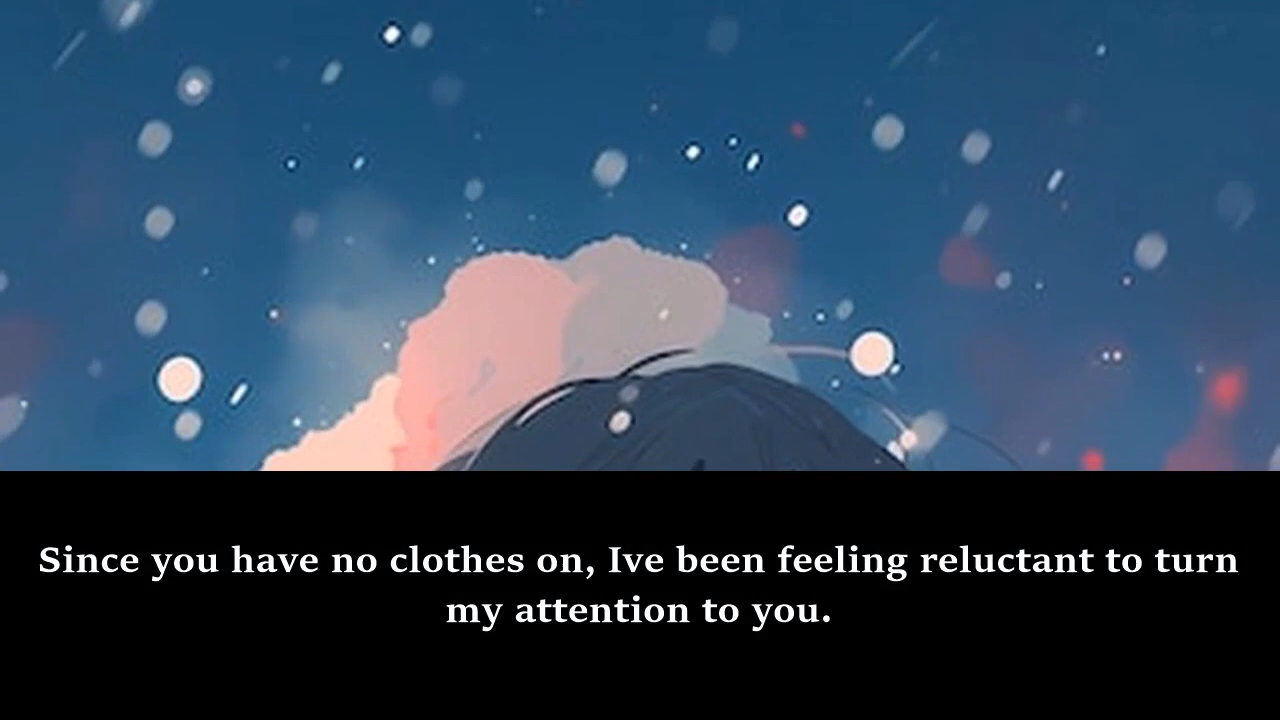 Since you have no clothes on, Ive been feeling reluctant to turn
my attention to you.